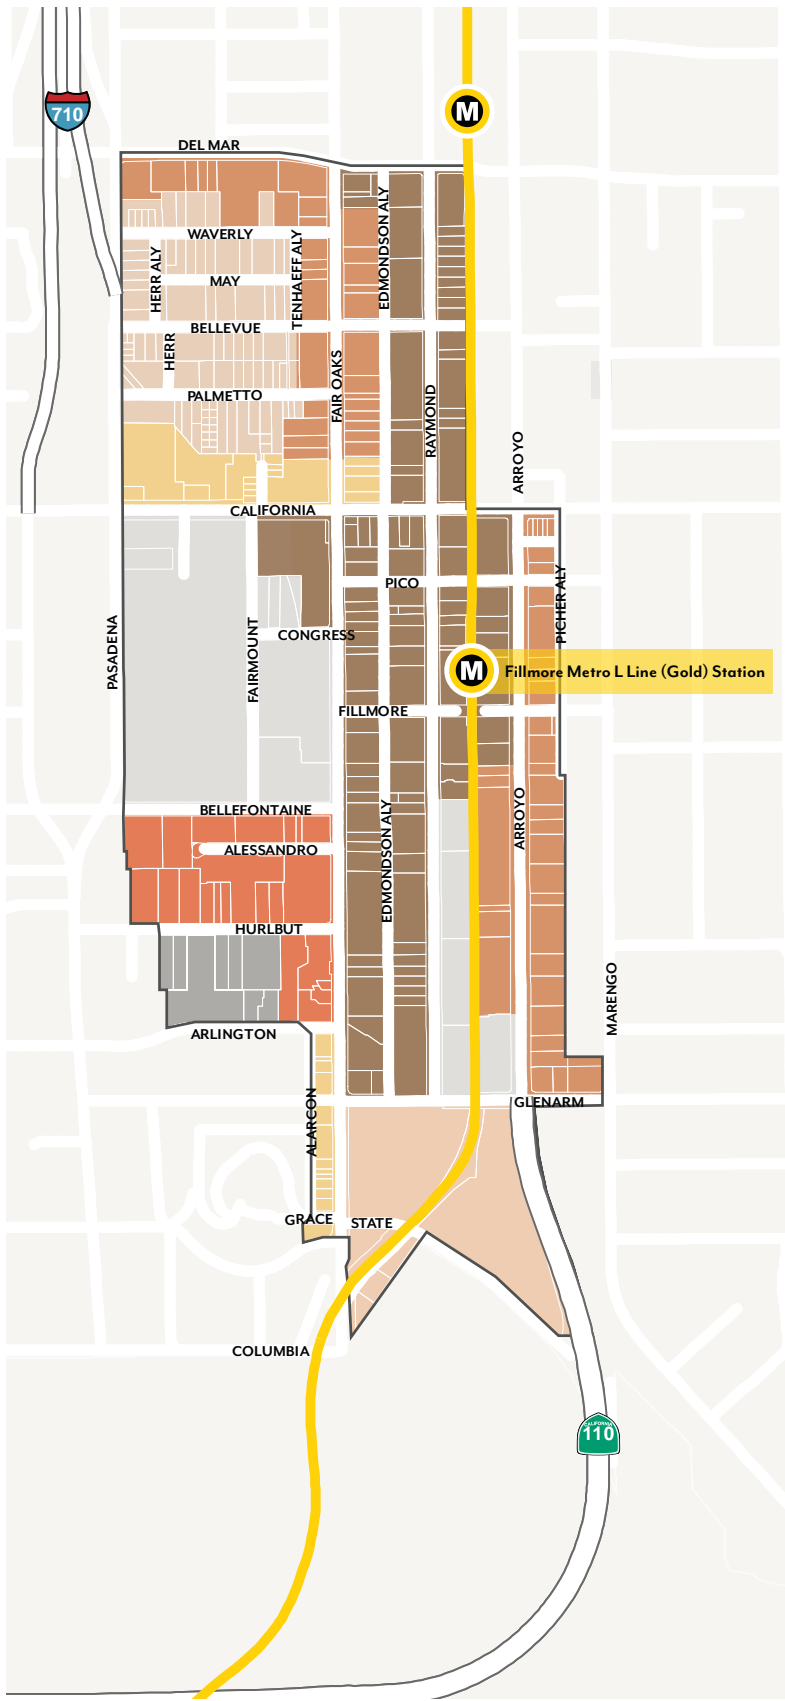 M
710
DEL MAR
EDMONDSON ALY
WAVERLY
TENHAEFF ALY
HERR ALY
MAY
BELLEVUE
HERR
FAIR OAKS
RAYMOND
PALMETTO
ARROYO
CALIFORNIA
PICO
PICHER ALY
PASADENA
FAIRMOUNT
CONGRESS
M
Fillmore Metro L Line (Gold) Station
FILLMORE
BELLEFONTAINE
ARROYO
EDMONDSON ALY
ALESSANDRO
HURLBUT
MARENGO
ARLINGTON
GLENARM
ALARCON
GRACE
STATE
COLUMBIA
CALIFORNIA
110